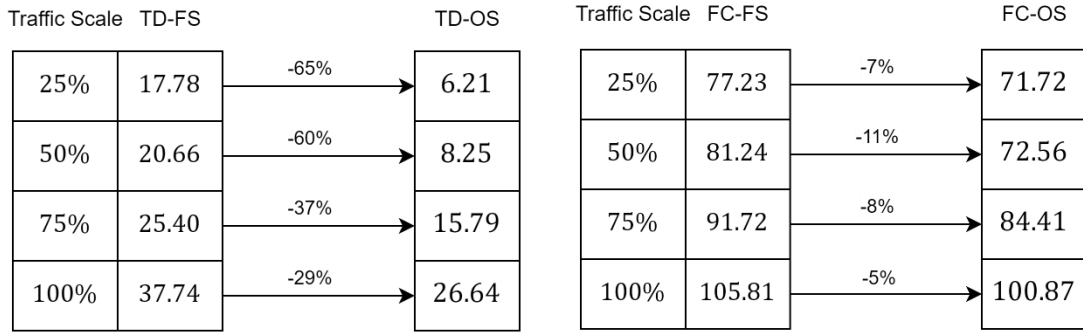 Traffic Scale TD-FS TD-OS
25% 17.78 -65% 6.21
50% 20.66 -60% 8.25
75% 25.40 -37% 15.79
100% 37.74 -29% 26.64
Traffic Scale FC-FS FC-OS
25% 77.23 -7% 71.72
50% 81.24 -11% 72.56
75% 91.72 -8% 84.41
100% 105.81 -5% 100.87